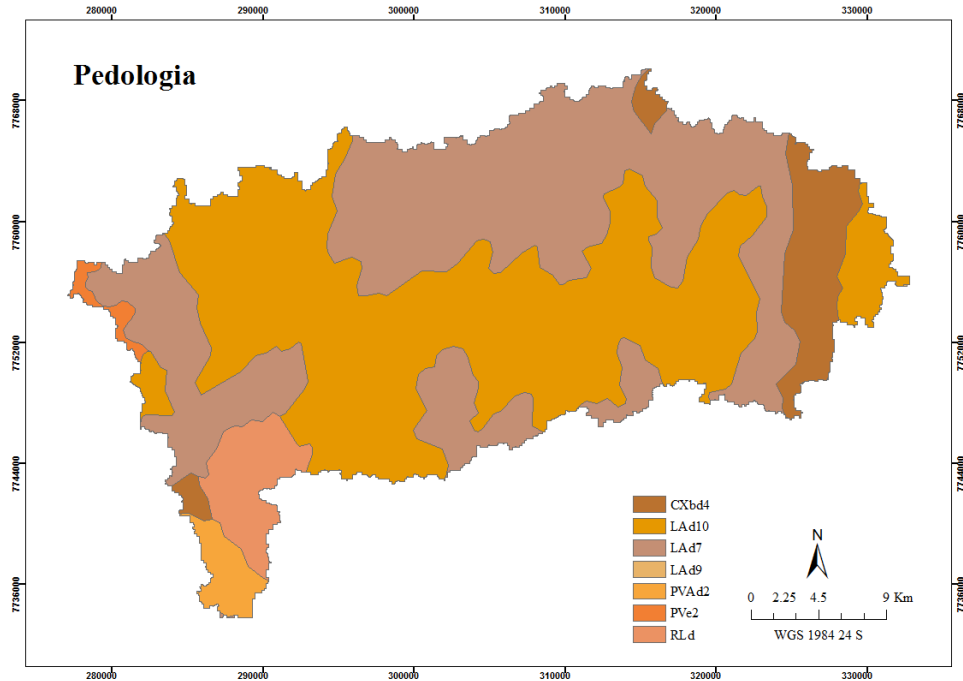 280000 290000 300000 310000 320000 330000
Pedologia
7768000 7768000
7760000 7760000
7752000 7752000
7744000 7744000
7736000 7736000
CXbd4
LAd10
LAd7
LAd9
PVAd2
PVe2
RLd
N
0 2.25 4.5 9 Km
WGS 1984 24 S
280000 290000 300000 310000 320000 330000